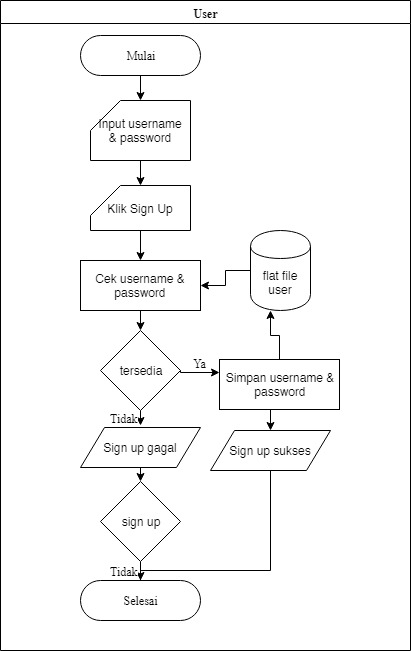 User
Mulai
Input username
& password
Klik Sign Up
Cek username &
password
flat file
user
tersedia
Ya
Simpan username &
password
Tidak
Sign up gagal
Sign up sukses
sign up
Tidak
Selesai